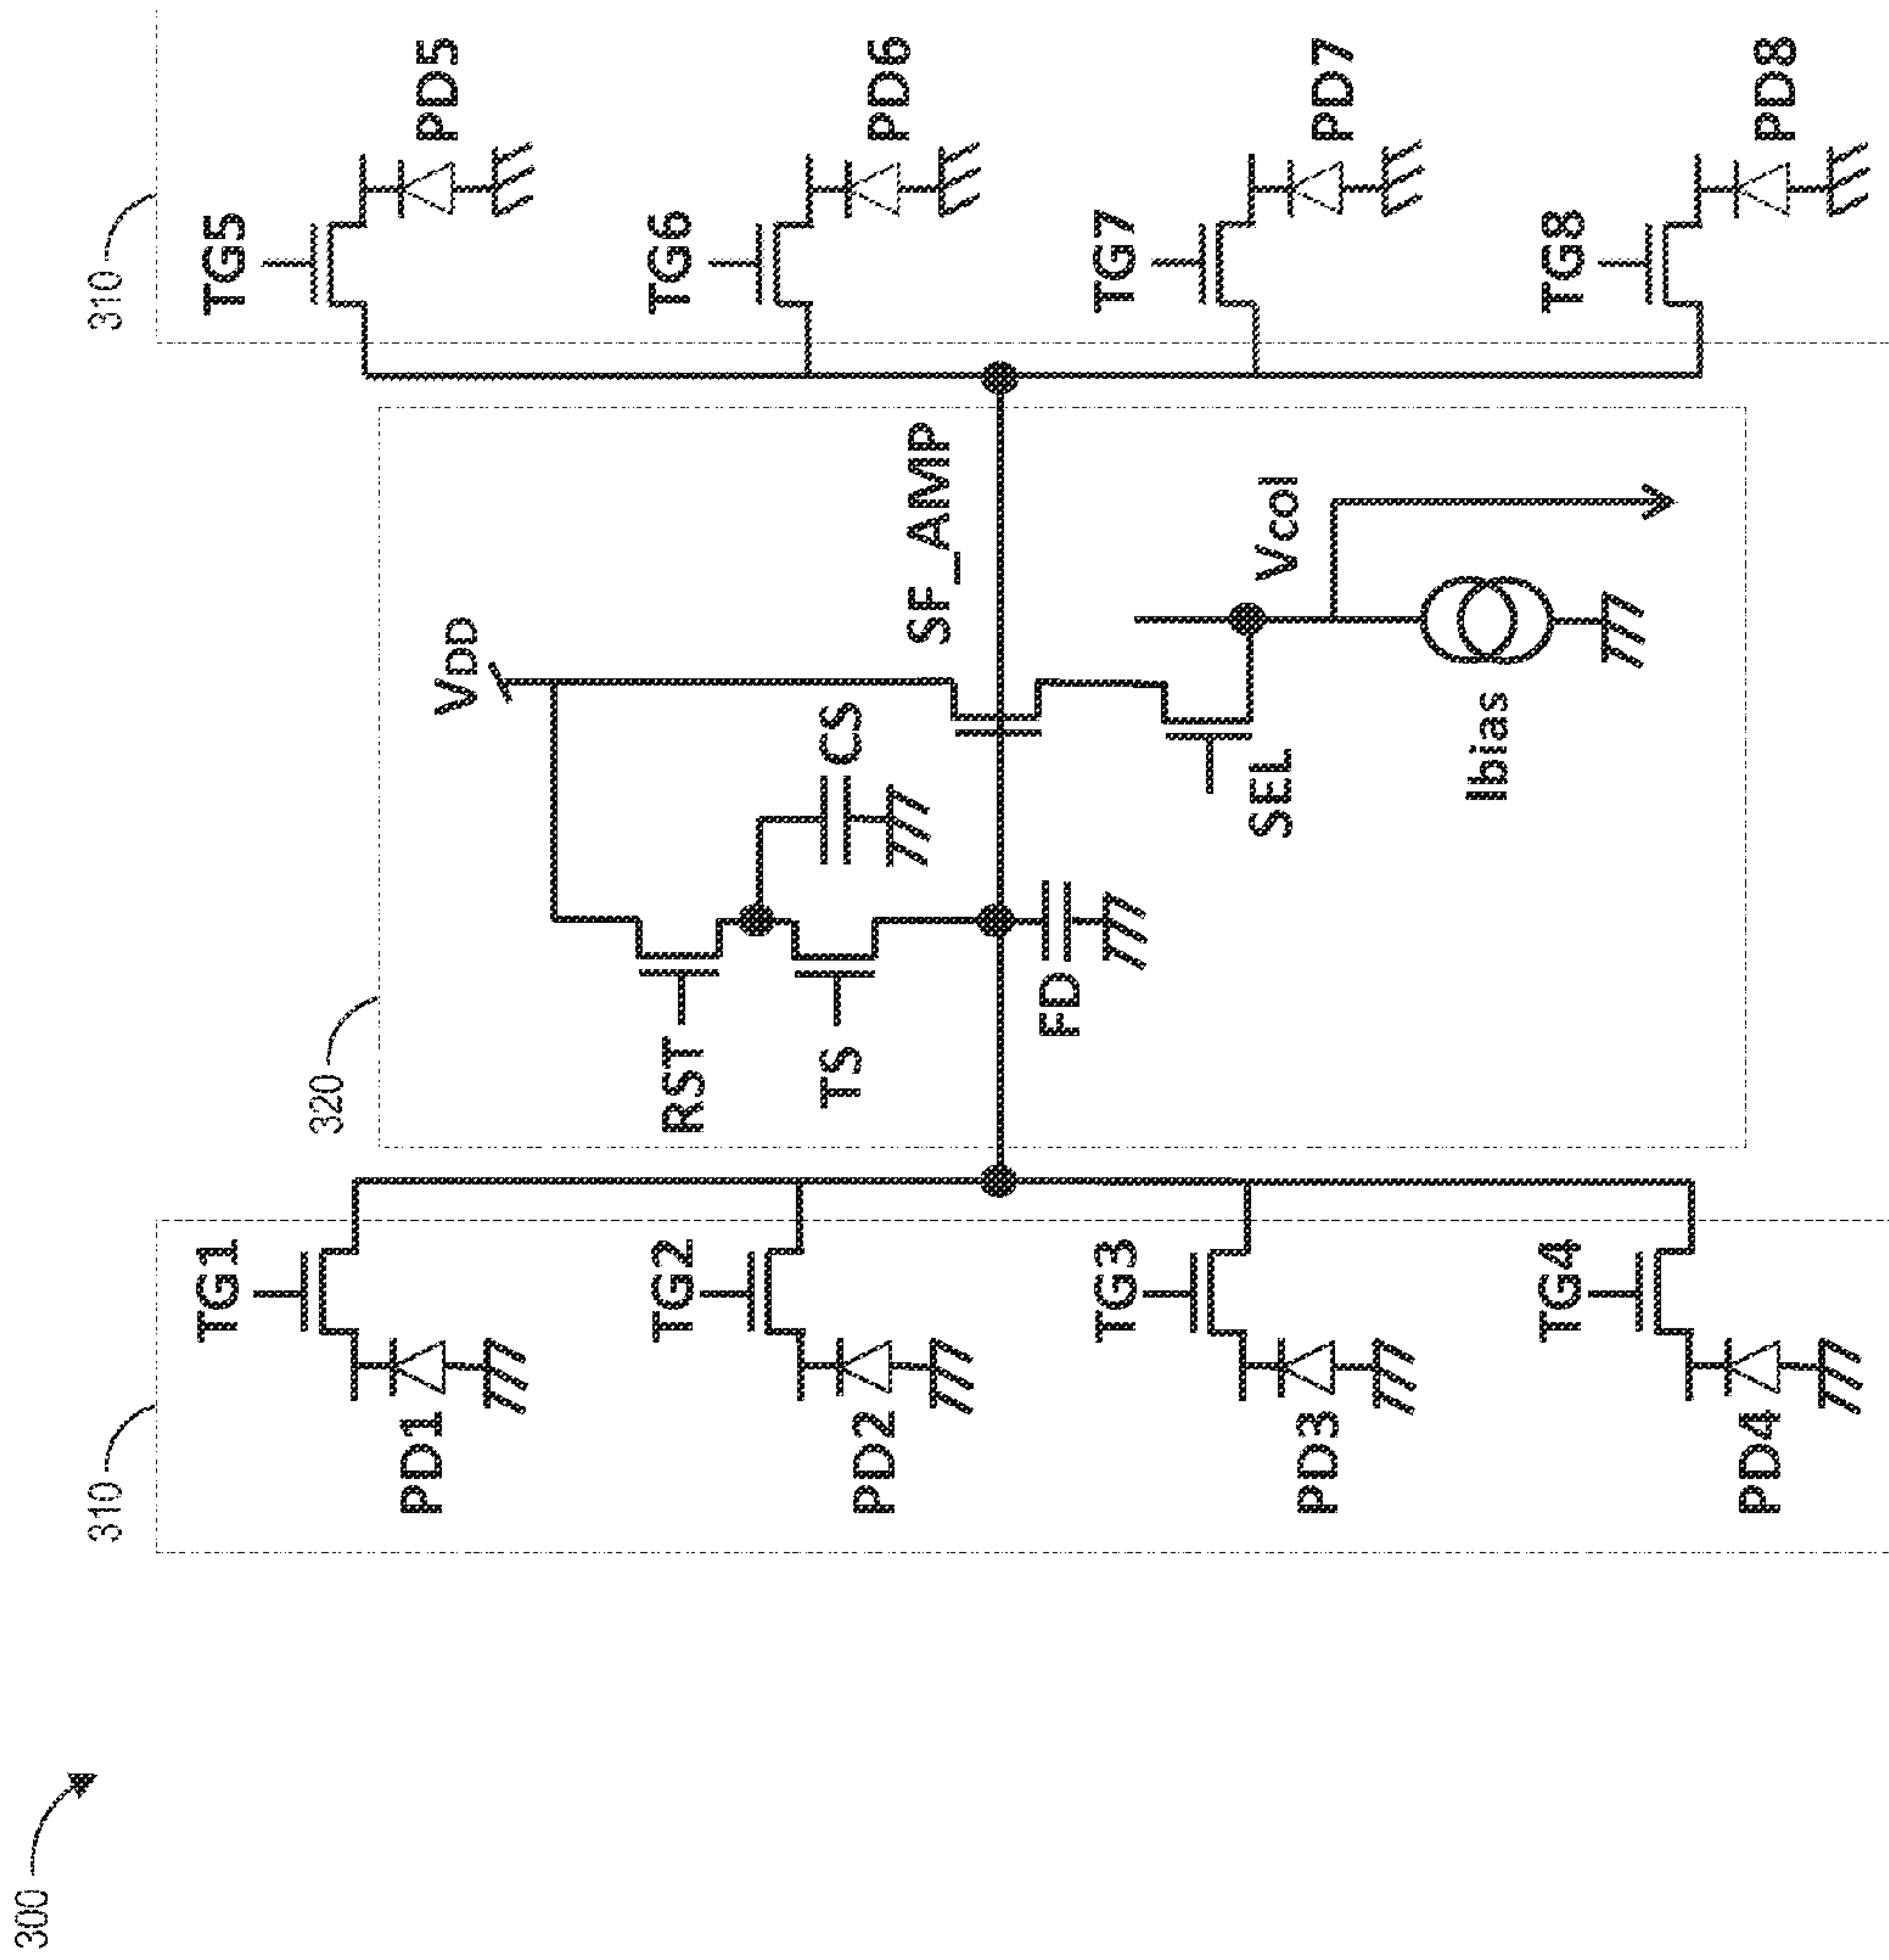 300
310
TG1
PD1
TG2
PD2
TG3
PD3
TG4
PD4
320
VDD
RST
TS
CS
FD
SF_AMP
SEL
Vcol
Ibias
310
TG5
PD5
TG6
PD6
TG7
PD7
TG8
PD8